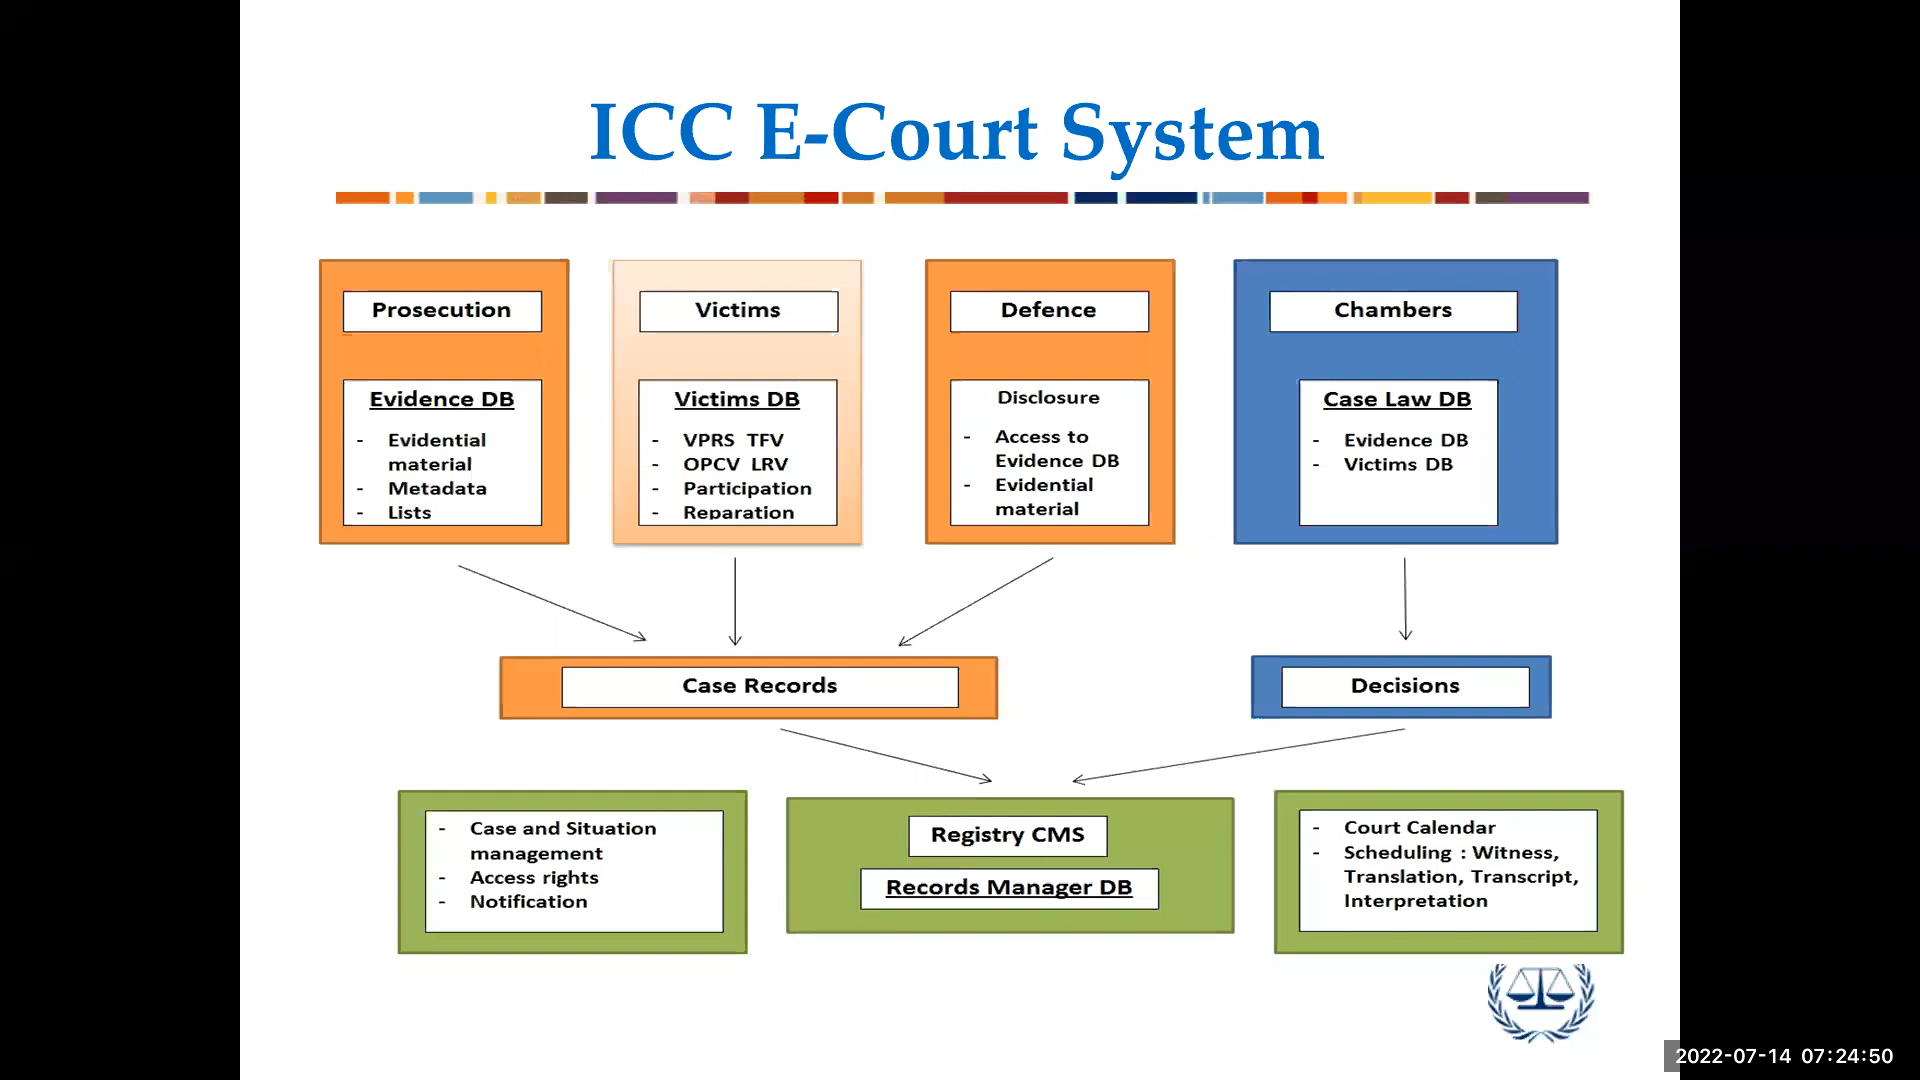 ICC E-Court System
Prosecution
Evidence DB
- Evidential
material
- Metadata
- Lists
Victims
Victims DB
- VPRS TFV
- OPCV LRV
- Participation
- Reparation
Defence
Disclosure
- Access to
Evidence DB
- Evidential
material
Chambers
Case Law DB
- Evidence DB
- Victims DB
Case Records
Decisions
- Case and Situation
management
- Access rights
- Notification
Registry CMS
Records Manager DB
- Court Calendar
- Scheduling : Witness,
Translation, Transcript,
Interpretation
2022-07-14 07:24:50